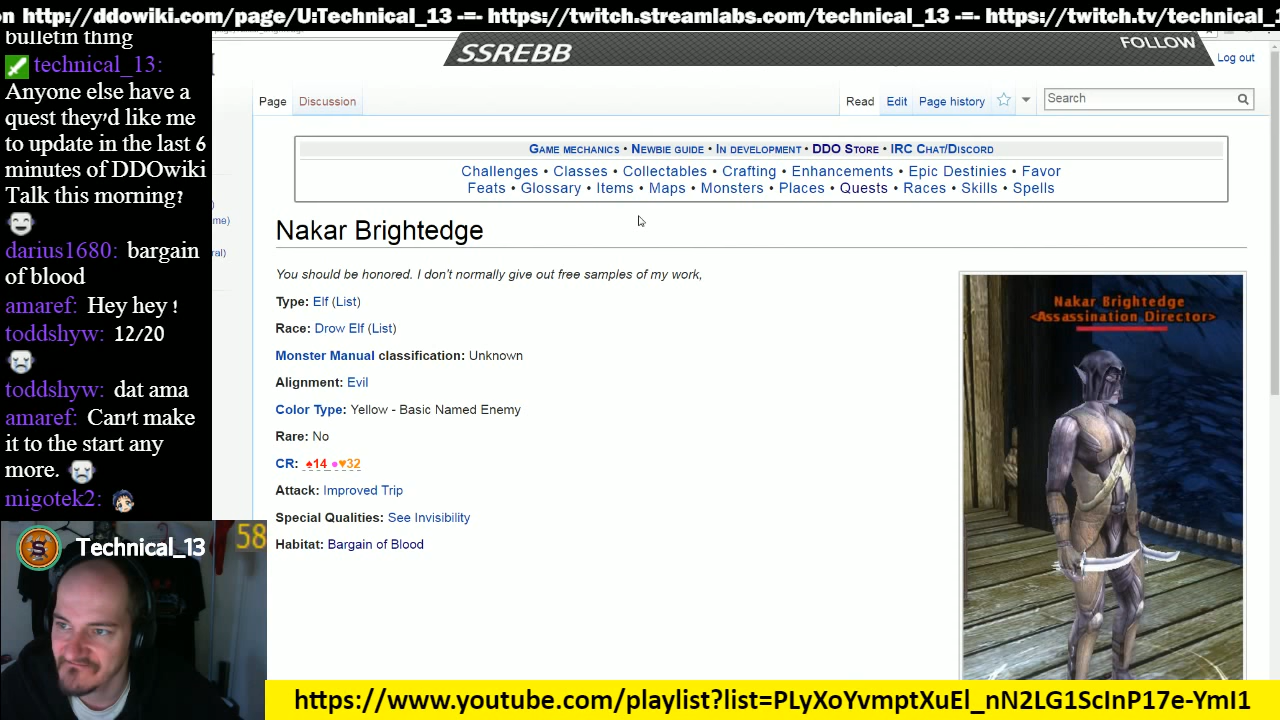 on http://ddowiki.com/page/U:Technical_13 -=- https://twitch.streamlabs.com/technical_13 -=- https://twitch.tv/technical_1
bulletin thing
technical_13:
Anyone else have a
quest they'd like me
to update in the last 6
minutes of DDOwiki
Talk this morning?
darius1680: bargain
of blood
amaref: Hey hey !
toddshyw: 12/20
toddshyw: dat ama
amaref: Can't make
it to the start any
more.
migotek2:
SSREBB
FOLLOW
Log out
Page
Discussion
Read
Edit
Page history
Search
Game mechanics • Newbie guide • In development • DDO Store • IRC Chat/Discord
Challenges • Classes • Collectables • Crafting • Enhancements • Epic Destinies • Favor
Feats • Glossary • Items • Maps • Monsters • Places • Quests • Races • Skills • Spells
Nakar Brightedge
You should be honored. I don't normally give out free samples of my work,
Type: Elf (List)
Race: Drow Elf (List)
Monster Manual classification: Unknown
Alignment: Evil
Color Type: Yellow - Basic Named Enemy
Rare: No
CR: ♠14 ●♥32
Attack: Improved Trip
Special Qualities: See Invisibility
Habitat: Bargain of Blood
Nakar Brightedge
<Assassination Director>
me)
ral)
58
Technical_13
https://www.youtube.com/playlist?list=PLyXoYvmptXuEl_nN2LG1ScInP17e-YmI1